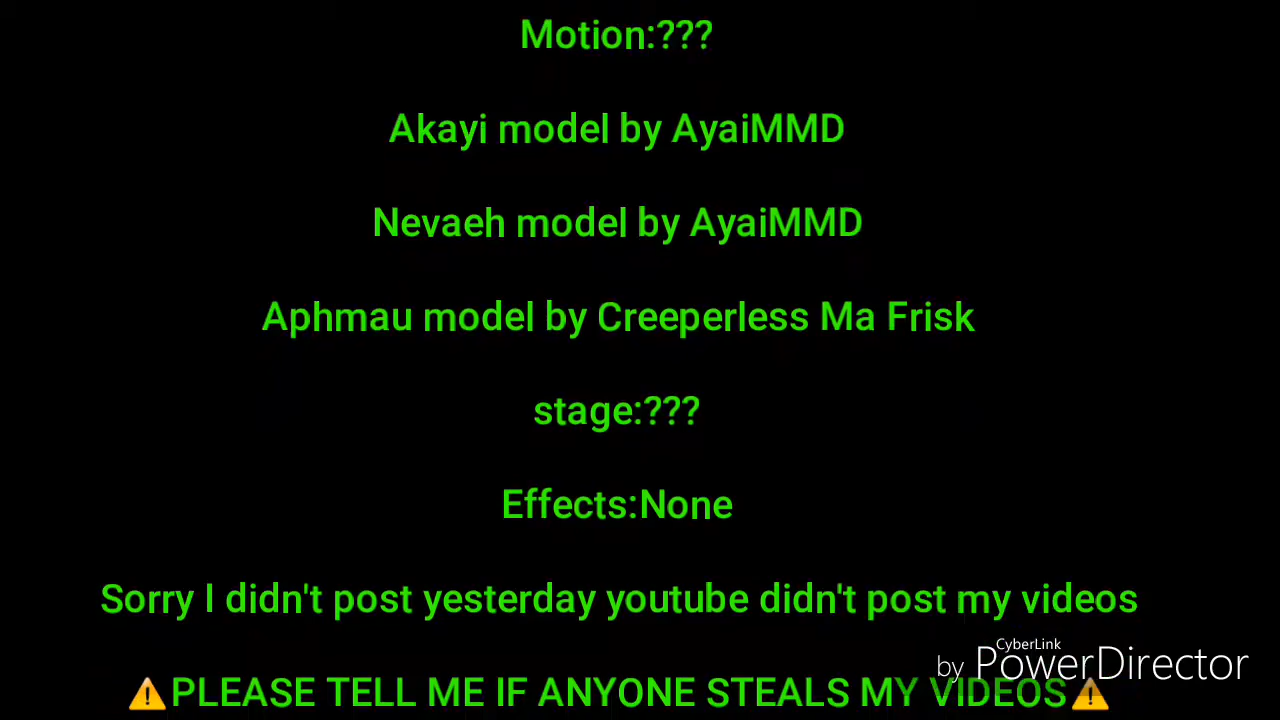 Motion:???
Akayi model by AyaiMMD
Nevaeh model by AyaiMMD
Aphmau model by Creeperless Ma Frisk
stage:???
Effects:None
Sorry I didn't post yesterday youtube didn't post my videos
CyberLink
by PowerDirector
⚠PLEASE TELL ME IF ANYONE STEALS MY VIDEOS⚠